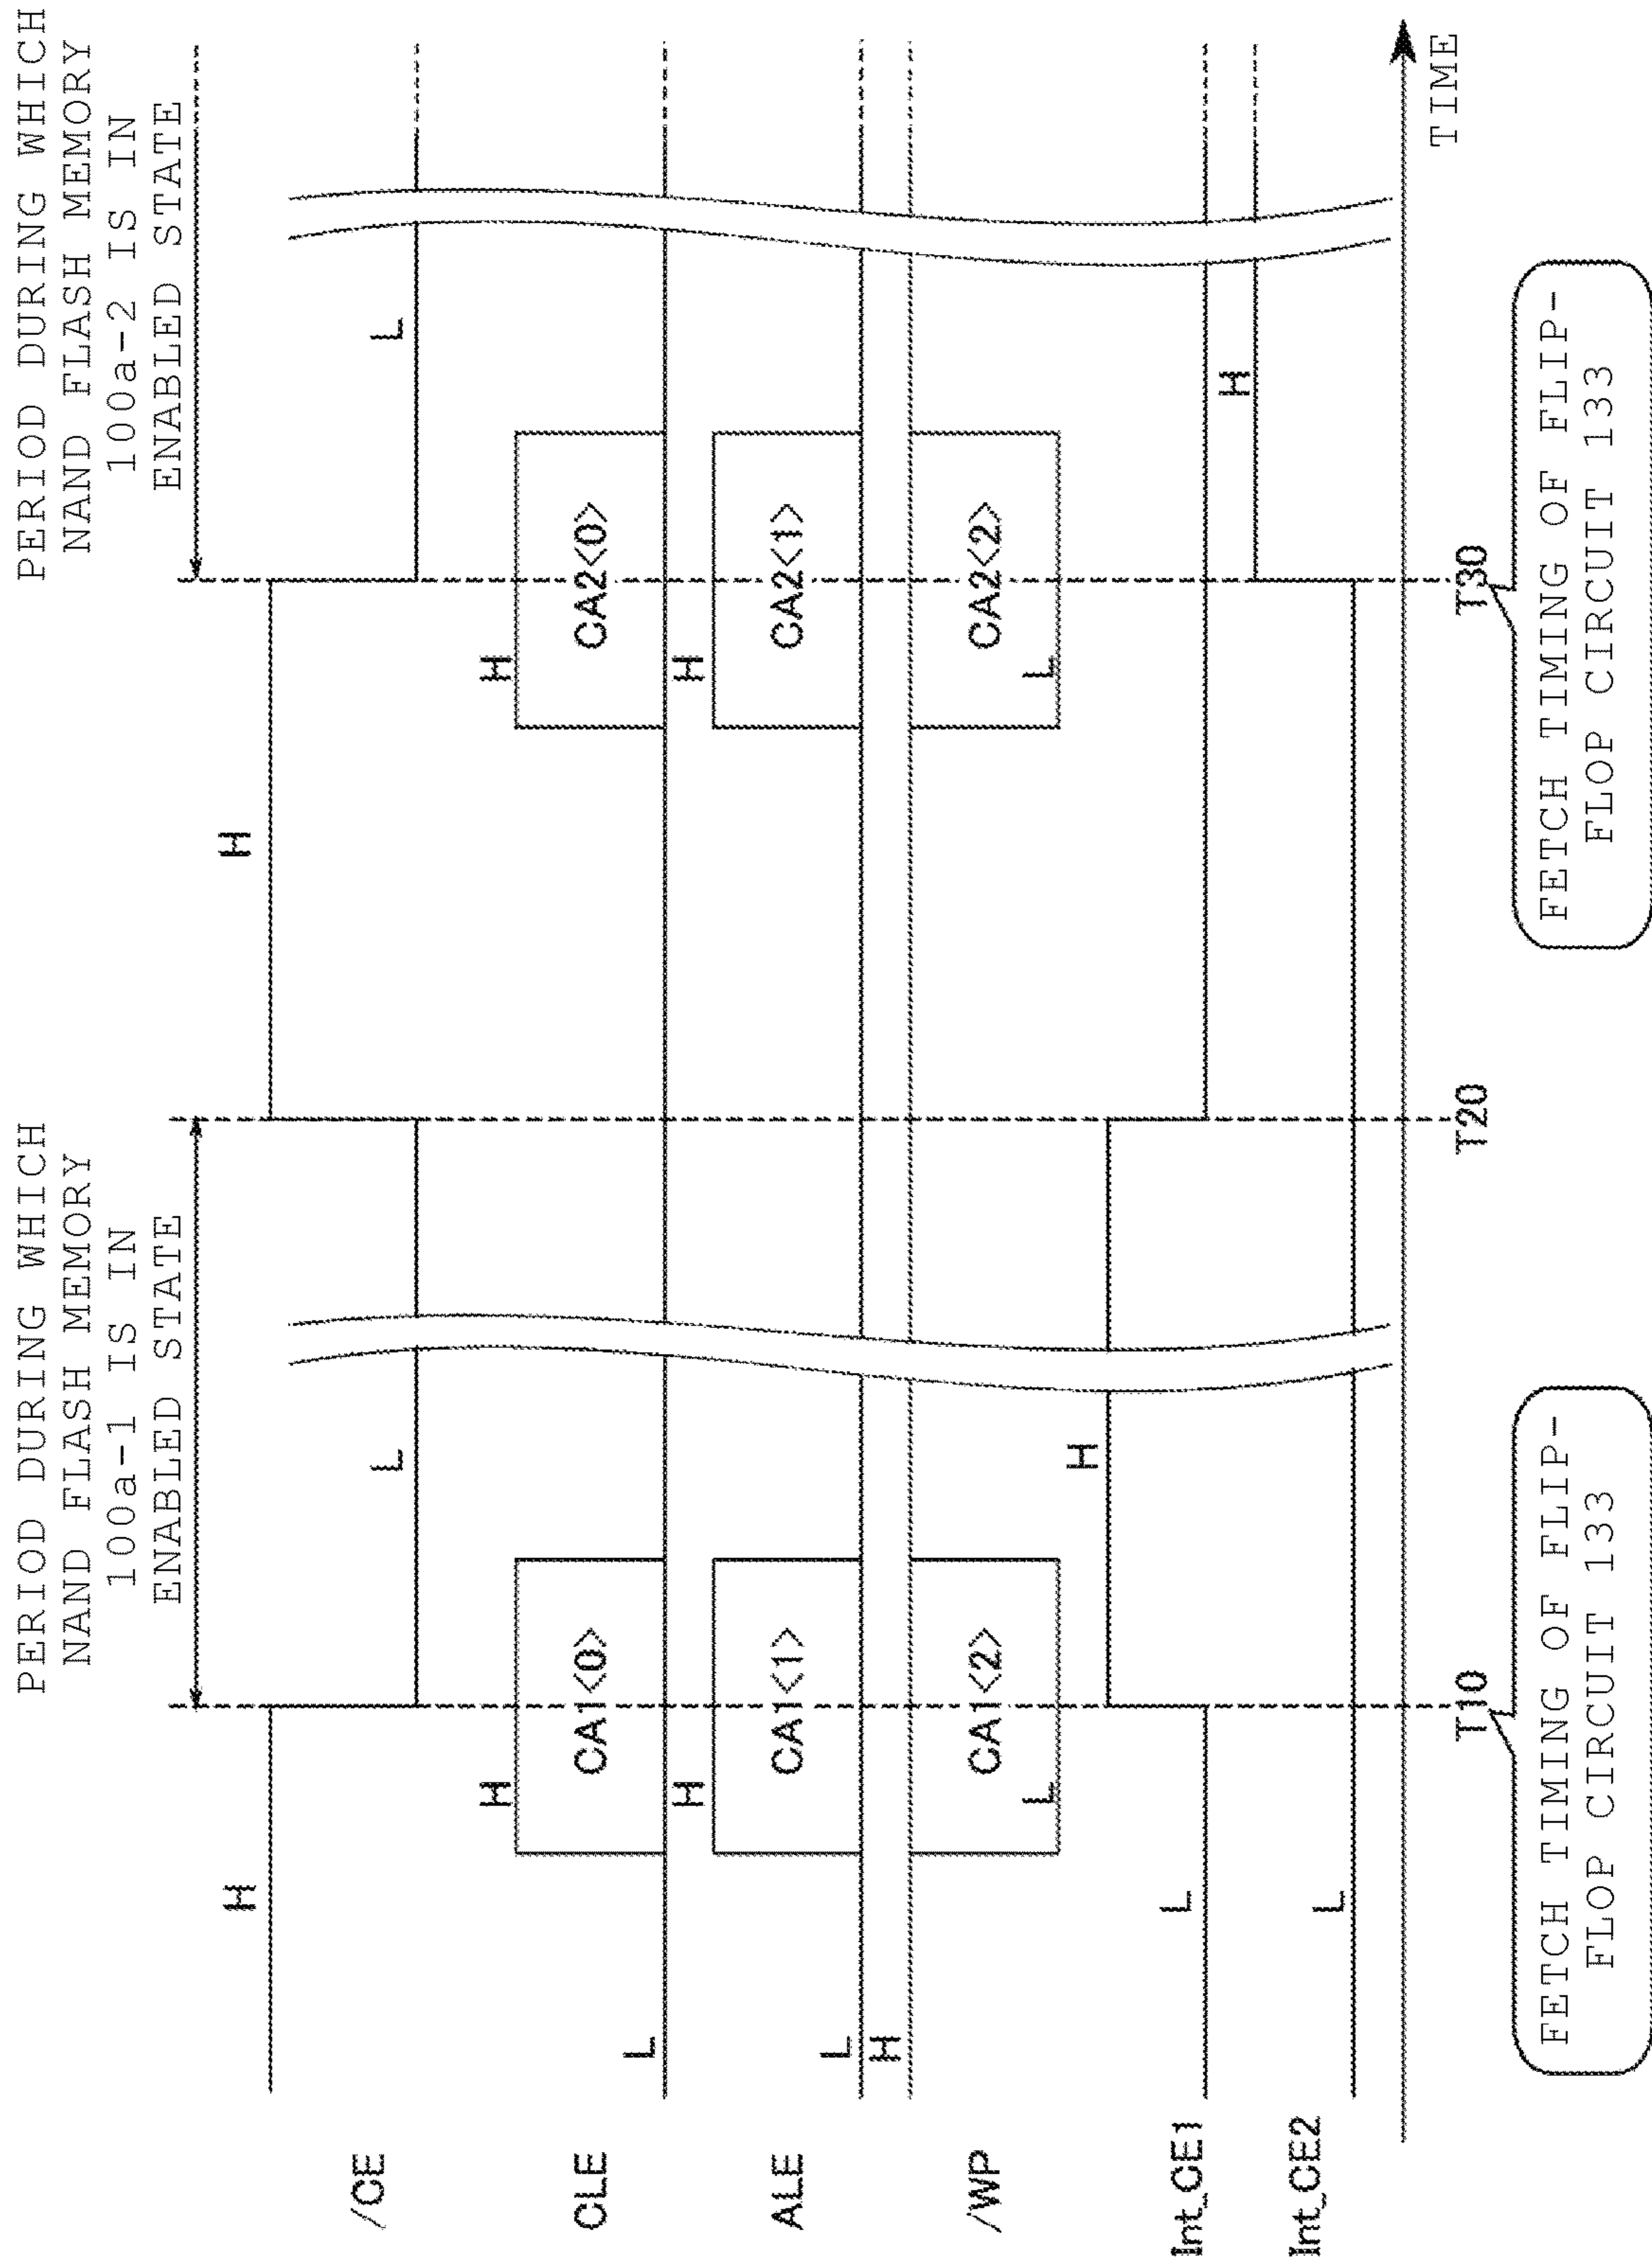 PERIOD DURING WHICH
NAND FLASH MEMORY
100a-1 IS IN
ENABLED STATE
PERIOD DURING WHICH
NAND FLASH MEMORY
100a-2 IS IN
ENABLED STATE
/CE
H
L
H
L
CLE
L
H
CA1<0>
H
CA2<0>
ALE
L
H
CA1<1>
H
CA2<1>
/WP
H
L
CA1<2>
L
CA2<2>
Int_CE1
L
H
Int_CE2
L
H
TIME
T10
T20
T30
FETCH TIMING OF FLIP-
FLOP CIRCUIT 133
FETCH TIMING OF FLIP-
FLOP CIRCUIT 133